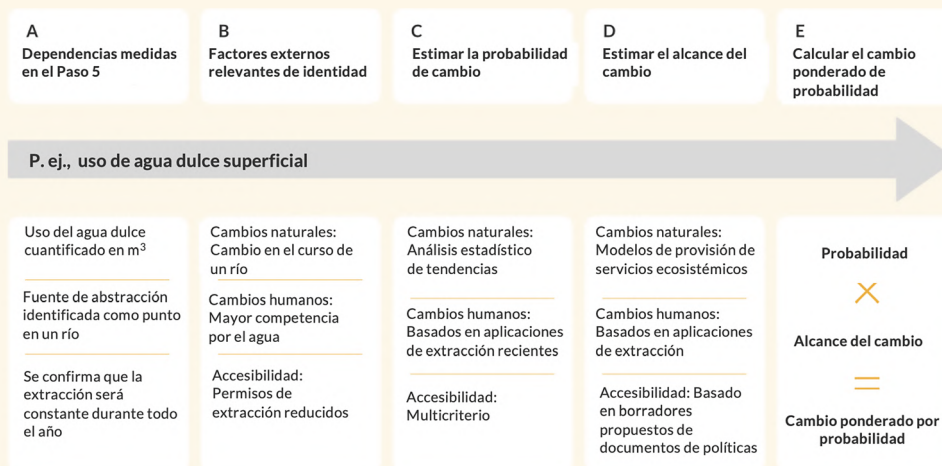 A
Dependencias medidas
en el Paso 5
B
Factores externos
relevantes de identidad
C
Estimar la probabilidad
de cambio
D
Estimar el alcance del
cambio
E
Calcular el cambio
ponderado de
probabilidad
P. ej., uso de agua dulce superficial
Uso del agua dulce
cuantificado en m³
Fuente de abstracción
identificada como punto
en un río
Se confirma que la
extracción será
constante durante todo
el año
Cambios naturales:
Cambio en el curso de
un río
Cambios humanos:
Mayor competencia
por el agua
Accesibilidad:
Permisos de
extracción reducidos
Cambios naturales:
Análisis estadístico
de tendencias
Cambios humanos:
Basados en aplicaciones
de extracción recientes
Accesibilidad:
Multicriterio
Cambios naturales:
Modelos de provisión de
servicios ecosistémicos
Cambios humanos:
Basados en aplicaciones
de extracción
Accesibilidad: Basado
en borradores
propuestos de
documentos de políticas
Probabilidad
×
Alcance del cambio
=
Cambio ponderado por
probabilidad